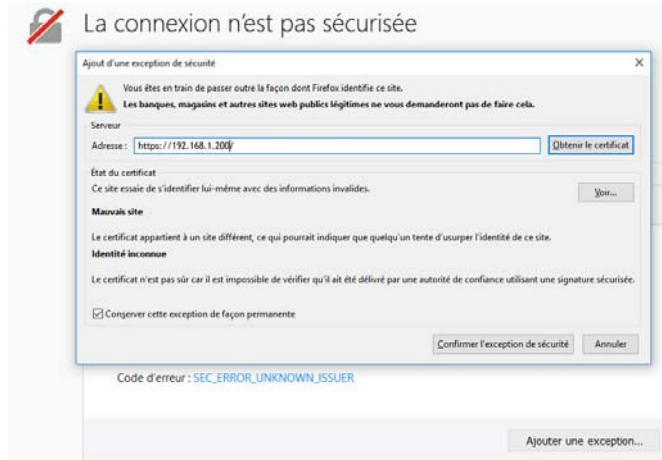 La connexion n'est pas sécurisée
Ajout d'une exception de sécurité
Vous êtes en train de passer outre la façon dont Firefox identifie ce site.
Les banques, magasins et autres sites web publics légitimes ne vous demanderont pas de faire cela.
Serveur
Adresse : https://192.168.1.200/ Obtenir le certificat
État du certificat
Ce site essaie de s'identifier lui-même avec des informations invalides. Voir...
Mauvais site
Le certificat appartient à un site différent, ce qui pourrait indiquer que quelqu'un tente d'usurper l'identité de ce site.
Identité inconnue
Le certificat n'est pas sûr car il est impossible de vérifier qu'il ait été délivré par une autorité de confiance utilisant une signature sécurisée.
Conserver cette exception de façon permanente
Confirmer l'exception de sécurité Annuler
Code d'erreur : SEC_ERROR_UNKNOWN_ISSUER
Ajouter une exception...